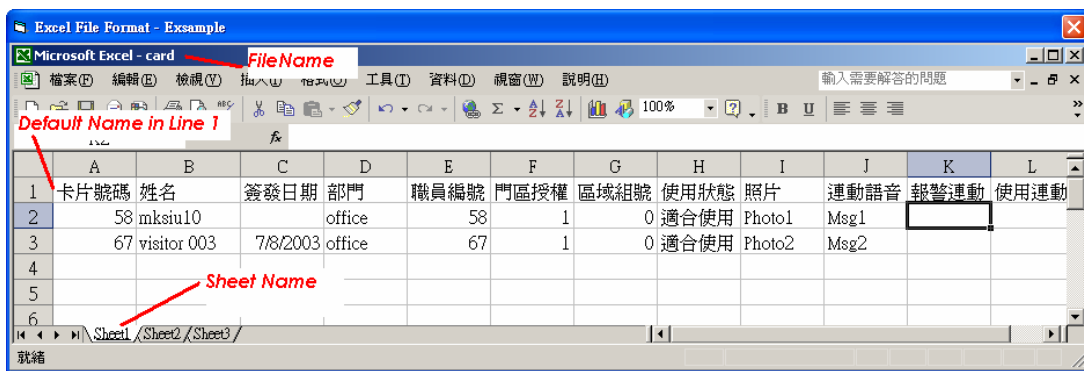 Excel File Format - Exsample
Microsoft Excel - card
FileName
檔案(F) 編輯(E) 檢視(V) 插入(I) 格式(O) 工具(T) 資料(D) 視窗(W) 說明(H) 輸入需要解答的問題
100% B U
Default Name in Line 1
fx
A B C D E F G H I J K L
1 卡片號碼 姓名 簽發日期 部門 職員編號 門區授權 區域組號 使用狀態 照片 連動語音 報警連動 使用連動
2 58 mksiu10 office 58 1 0 適合使用 Photo1 Msg1
3 67 visitor 003 7/8/2003 office 67 1 0 適合使用 Photo2 Msg2
4
Sheet Name
5
6
Sheet1 Sheet2 Sheet3
就緒